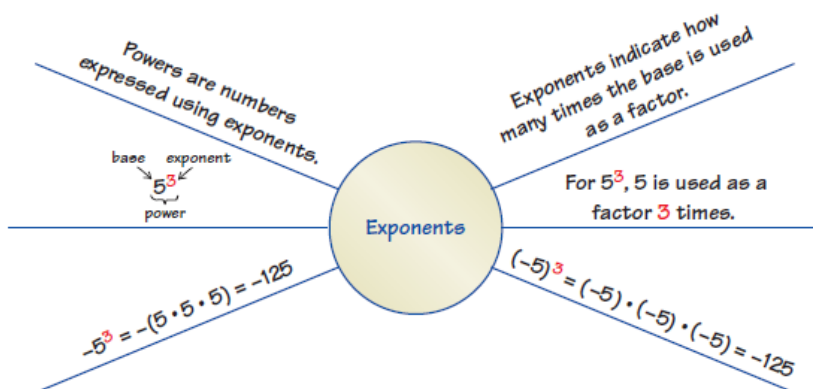 Powers are numbers
expressed using exponents.
Exponents indicate how
many times the base is used
as a factor.
base exponent
5³
power
For 5³, 5 is used as a
factor 3 times.
Exponents
-5³ = -(5 • 5 • 5) = -125
(-5)³ = (-5) • (-5) • (-5) = -125